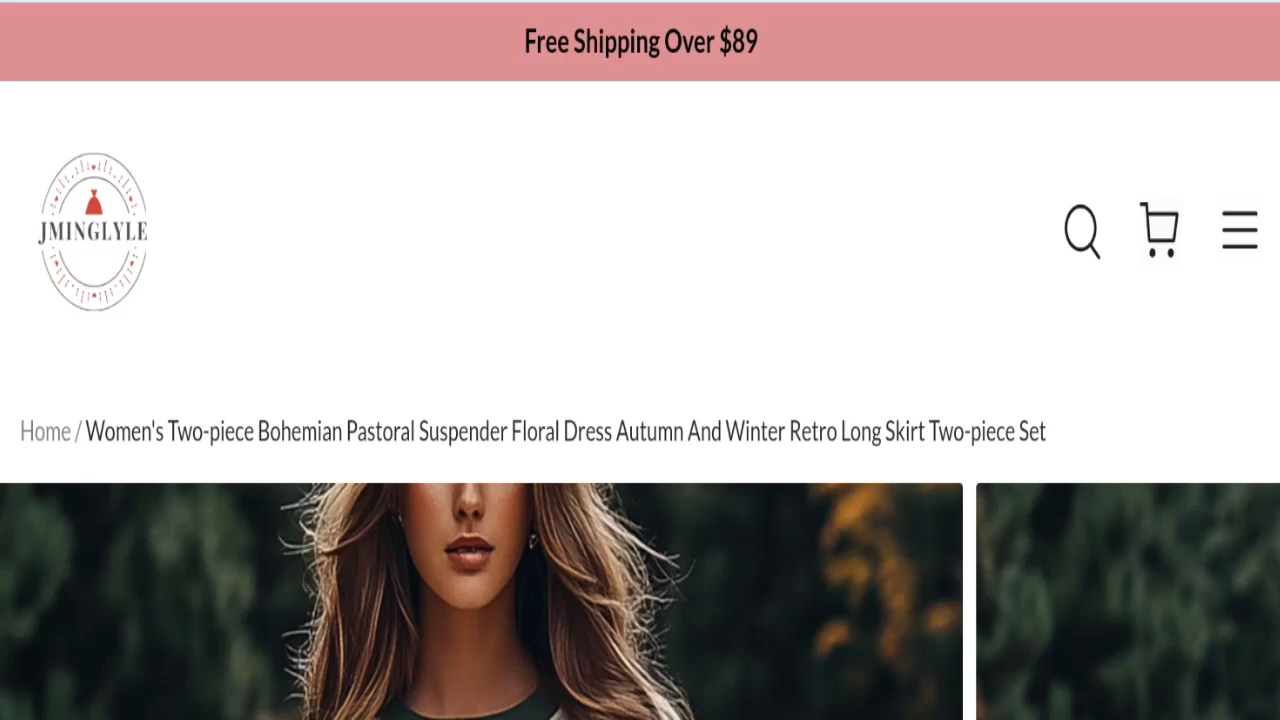 Free Shipping Over $89
JMINGLYLE
Home / Women's Two-piece Bohemian Pastoral Suspender Floral Dress Autumn And Winter Retro Long Skirt Two-piece Set